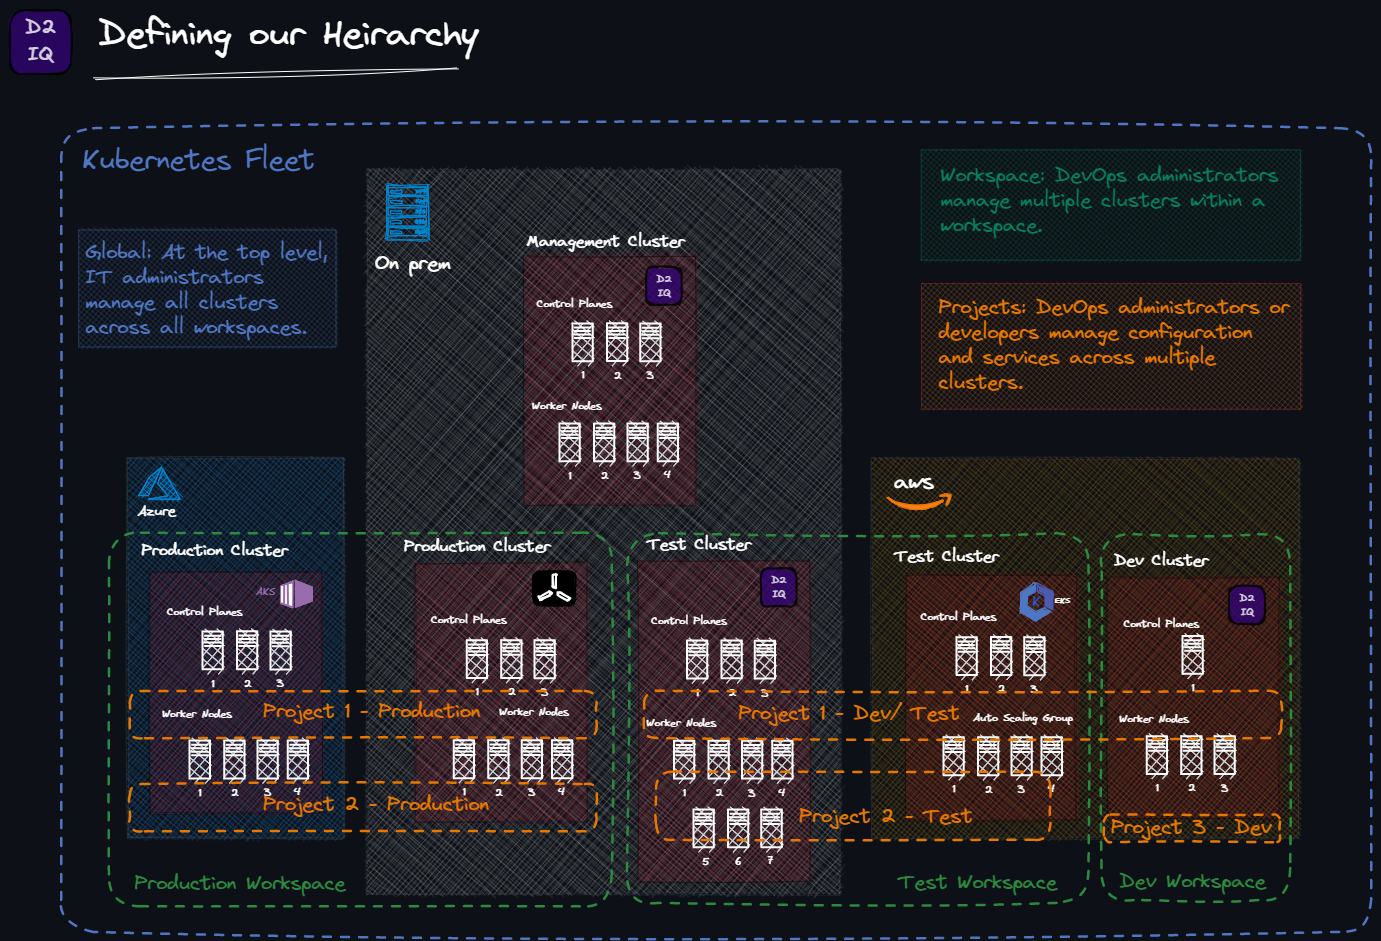 D2
IQ
Defining our Heirarchy
Kubernetes Fleet
Global: At the top level,
IT administrators
manage all clusters
across all workspaces.
On prem
Management Cluster
D2
IQ
Control Planes
1 2 3
Worker Nodes
1 2 3 4
Workspace: DevOps administrators
manage multiple clusters within a
workspace.
Projects: DevOps administrators or
developers manage configuration
and services across multiple
clusters.
Azure
Production Cluster
AKS
Control Planes
1 2 3
Worker Nodes
1 2 3 4
Production Cluster
Control Planes
1 2 3
Worker Nodes
1 2 3 4
Project 1 - Production
Project 2 - Production
Production Workspace
Test Cluster
D2
IQ
Control Planes
1 2 3
Worker Nodes
1 2 3 4
5 6 7
aws
Test Cluster
EKS
Control Planes
1 2 3
Auto Scaling Group
1 2 3 4
Project 1 - Dev/ Test
Project 2 - Test
Test Workspace
Dev Cluster
D2
IQ
Control Planes
1
Worker Nodes
1 2 3
Project 3 - Dev
Dev Workspace